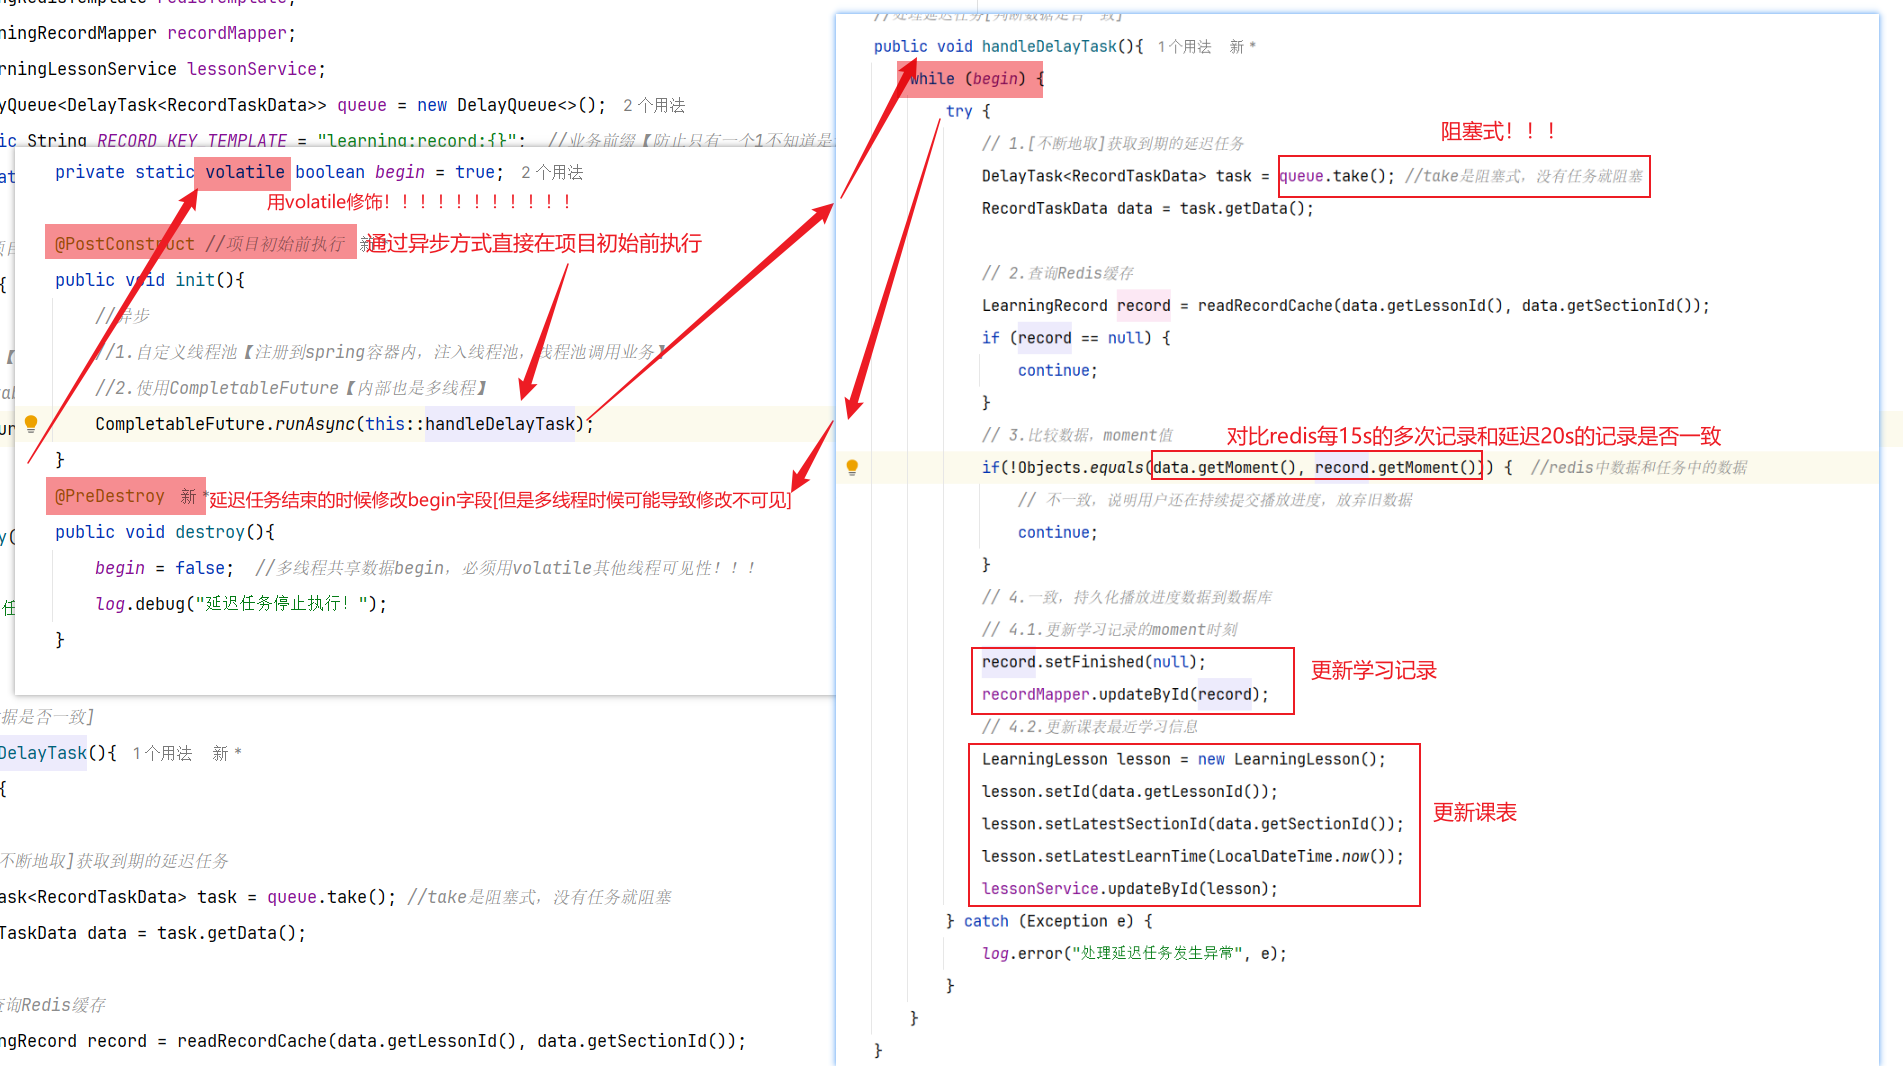 ningRecordMapper recordMapper;
rningLessonService lessonService;
yQueue<DelayTask<RecordTaskData>> queue = new DelayQueue<>(); 2 个用法
ic String RECORD_KEY_TEMPLATE = "learning:record:{}"; //业务前缀【防止只有一个1不知道是
private static volatile boolean begin = true; 2 个用法
用volatile修饰！！！！！！！！！！！
@PostConstruct //项目初始前执行 新
通过异步方式直接在项目初始前执行
public void init(){
//异步
//1.自定义线程池【注册到spring容器内，注入线程池，线程池调用业务】
//2.使用CompletableFuture【内部也是多线程】
CompletableFuture.runAsync(this::handleDelayTask);
}
@PreDestroy 新 *
延迟任务结束的时候修改begin字段[但是多线程时候可能导致修改不可见]
public void destroy(){
begin = false; //多线程共享数据begin，必须用volatile其他线程可见性！！！
log.debug("延迟任务停止执行！");
}
据是否一致]
DelayTask(){ 1 个用法 新 *
{
不断地取]获取到期的延迟任务
ask<RecordTaskData> task = queue.take(); //take是阻塞式，没有任务就阻塞
TaskData data = task.getData();
查询Redis缓存
ngRecord record = readRecordCache(data.getLessonId(), data.getSectionId());
//处理延迟任务[判断数据是否一致]
public void handleDelayTask(){ 1 个用法 新 *
while (begin) {
try {
// 1.[不断地取]获取到期的延迟任务
阻塞式！！！
DelayTask<RecordTaskData> task = queue.take(); //take是阻塞式，没有任务就阻塞
RecordTaskData data = task.getData();
// 2.查询Redis缓存
LearningRecord record = readRecordCache(data.getLessonId(), data.getSectionId());
if (record == null) {
continue;
}
// 3.比较数据，moment值
对比redis每15s的多次记录和延迟20s的记录是否一致
if(!Objects.equals(data.getMoment(), record.getMoment())) { //redis中数据和任务中的数据
// 不一致，说明用户还在持续提交播放进度，放弃旧数据
continue;
}
// 4.一致，持久化播放进度数据到数据库
// 4.1.更新学习记录的moment时刻
record.setFinished(null);
recordMapper.updateById(record);
更新学习记录
// 4.2.更新课表最近学习信息
LearningLesson lesson = new LearningLesson();
lesson.setId(data.getLessonId());
lesson.setLatestSectionId(data.getSectionId());
更新课表
lesson.setLatestLearnTime(LocalDateTime.now());
lessonService.updateById(lesson);
} catch (Exception e) {
log.error("处理延迟任务发生异常", e);
}
}
}